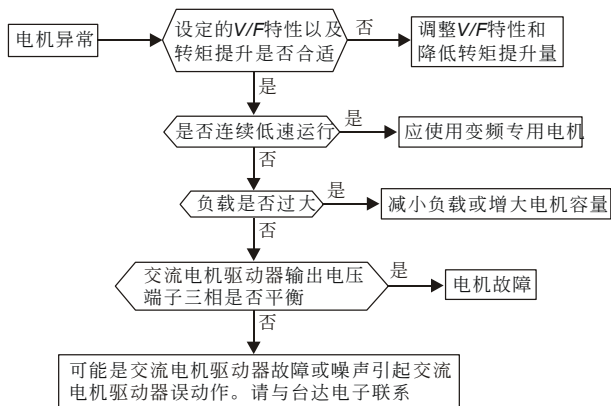 电机异常
设定的V/F特性以及
转矩提升是否合适
否
调整V/F特性和
降低转矩提升量
是
是否连续低速运行
是
应使用变频专用电机
否
负载是否过大
是
减小负载或增大电机容量
否
交流电机驱动器输出电压
端子三相是否平衡
是
电机故障
否
可能是交流电机驱动器故障或噪声引起交流
电机驱动器误动作。请与台达电子联系